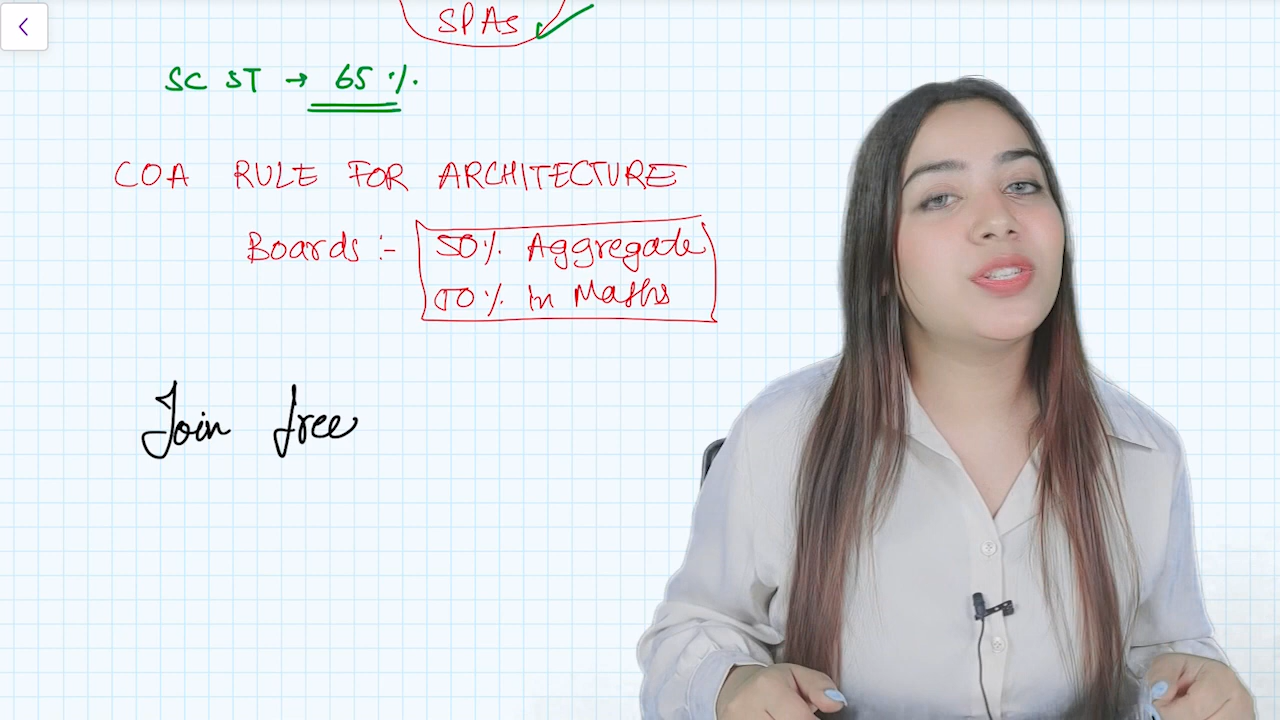 SPAs
SC ST → 65 %.
COA RULE FOR ARCHITECTURE
Boards :- 50% Aggregate
50% in Maths
Join free